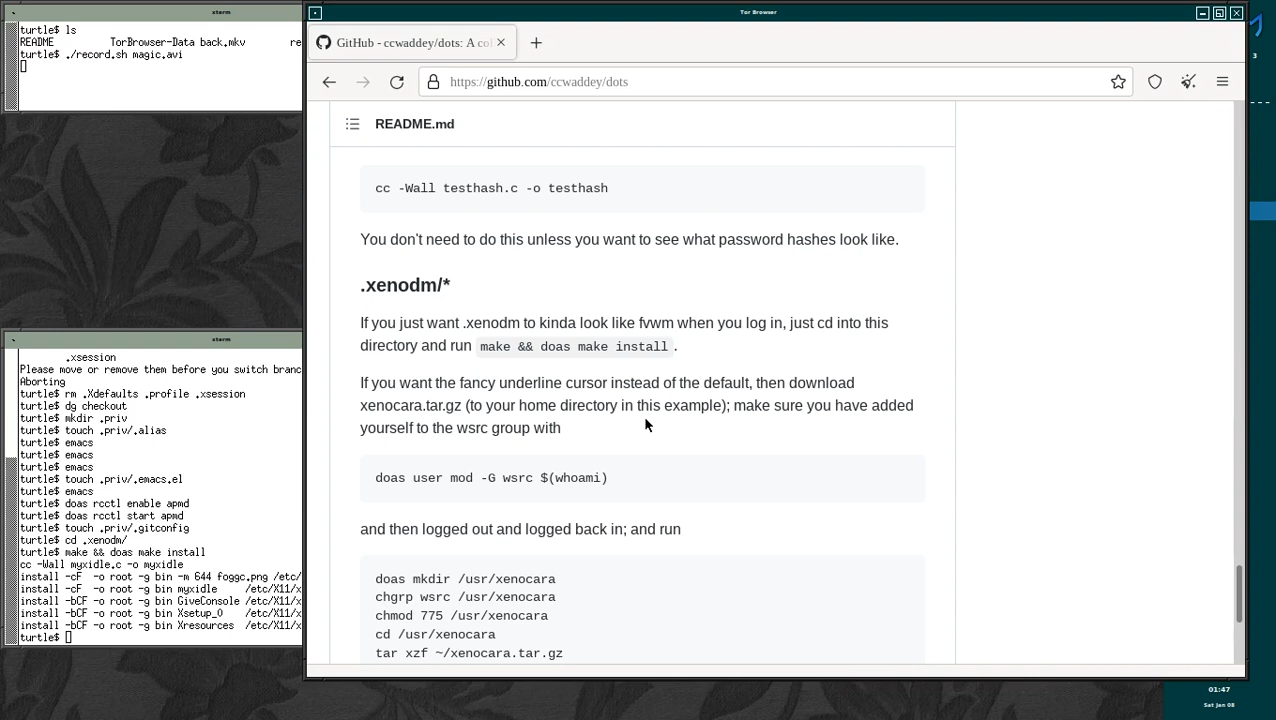 xterm
turtle$ ls
README       TorBrowser-Data back.mkv        re
turtle$ ./record.sh magic.avi
xterm
.xsession
Please move or remove them before you switch branc
Aborting
turtle$ rm .Xdefaults .profile .xsession
turtle$ dg checkout
turtle$ mkdir .priv
turtle$ touch .priv/.alias
turtle$ emacs
turtle$ emacs
turtle$ emacs
turtle$ touch .priv/.emacs.el
turtle$ emacs
turtle$ doas rcctl enable apmd
turtle$ doas rcctl start apmd
turtle$ touch .priv/.gitconfig
turtle$ cd .xenodm/
turtle$ make && doas make install
cc -Wall myxidle.c -o myxidle
install -cF  -o root -g bin -m 644 foggc.png /etc/
install -cF  -o root -g bin myxidle     /etc/X11/x
install -bCF -o root -g bin GiveConsole /etc/X11/x
install -bCF -o root -g bin Xsetup_0    /etc/X11/x
install -bCF -o root -g bin Xresources  /etc/X11/x
turtle$
Tor Browser
GitHub - ccwaddey/dots: A co
https://github.com/ccwaddey/dots
README.md
cc -Wall testhash.c -o testhash
You don't need to do this unless you want to see what password hashes look like.
.xenodm/*
If you just want .xenodm to kinda look like fvwm when you log in, just cd into this
directory and run make && doas make install.
If you want the fancy underline cursor instead of the default, then download
xenocara.tar.gz (to your home directory in this example); make sure you have added
yourself to the wsrc group with
doas user mod -G wsrc $(whoami)
and then logged out and logged back in; and run
doas mkdir /usr/xenocara
chgrp wsrc /usr/xenocara
chmod 775 /usr/xenocara
cd /usr/xenocara
tar xzf ~/xenocara.tar.gz
3
01:47
Sat Jan 08